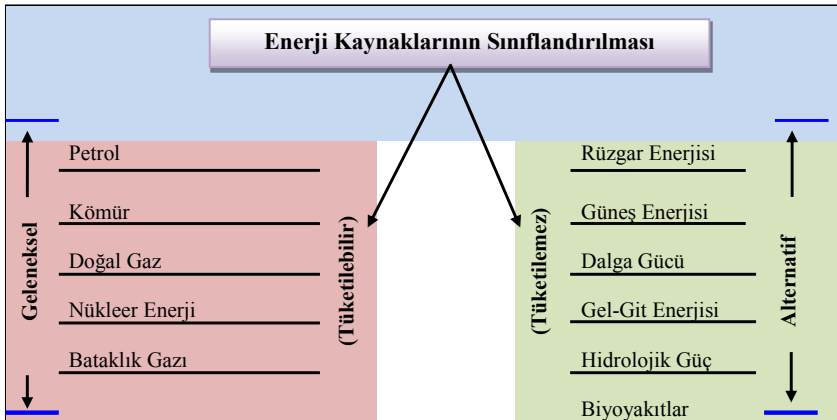 Enerji Kaynaklarının Sınıflandırılması
Geleneksel
Petrol
Kömür
Doğal Gaz
Nükleer Enerji
Bataklık Gazı
(Tüketilebilir)
(Tüketilemez)
Rüzgar Enerjisi
Güneş Enerjisi
Dalga Gücü
Gel-Git Enerjisi
Hidrolojik Güç
Biyoyakıtlar
Alternatif